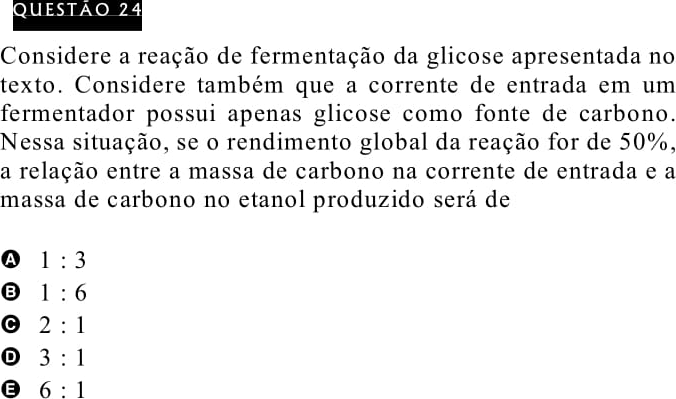 QUESTÃO 24
Considere a reação de fermentação da glicose apresentada no
texto. Considere também que a corrente de entrada em um
fermentador possui apenas glicose como fonte de carbono.
Nessa situação, se o rendimento global da reação for de 50%,
a relação entre a massa de carbono na corrente de entrada e a
massa de carbono no etanol produzido será de
A 1 : 3
B 1 : 6
C 2 : 1
D 3 : 1
E 6 : 1